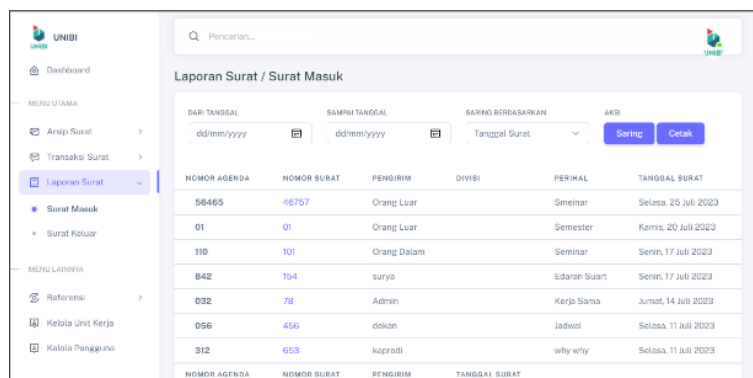 UNIBI
UNIBI
Dashboard
MENU UTAMA
Arsip Surat
Transaksi Surat
Laporan Surat
Surat Masuk
Surat Keluar
MENU LAINNYA
Referensi
Kelola Unit Kerja
Kelola Pengguna
Pencarian...
UNIBI
Laporan Surat / Surat Masuk
DARI TANGGAL SAMPAI TANGGAL SARING BERDASARKAN AKSI
dd/mm/yyyy dd/mm/yyyy Tanggal Surat Saring Cetak
NOMOR AGENDA NOMOR SURAT PENGIRIM DIVISI PERIHAL TANGGAL SURAT
56465 46757 Orang Luar Smeinar Selasa, 25 Juli 2023
01 01 Orang Luar Semester Kamis, 20 Juli 2023
110 101 Orang Dalam Seminar Senin, 17 Juli 2023
842 154 surya Edaran Suart Senin, 17 Juli 2023
032 78 Admin Kerja Sama Jumat, 14 Juli 2023
056 456 dekan Jadwal Selasa, 11 Juli 2023
312 653 kaprodi why why Selasa, 11 Juli 2023
NOMOR AGENDA NOMOR SURAT PENGIRIM TANGGAL SURAT